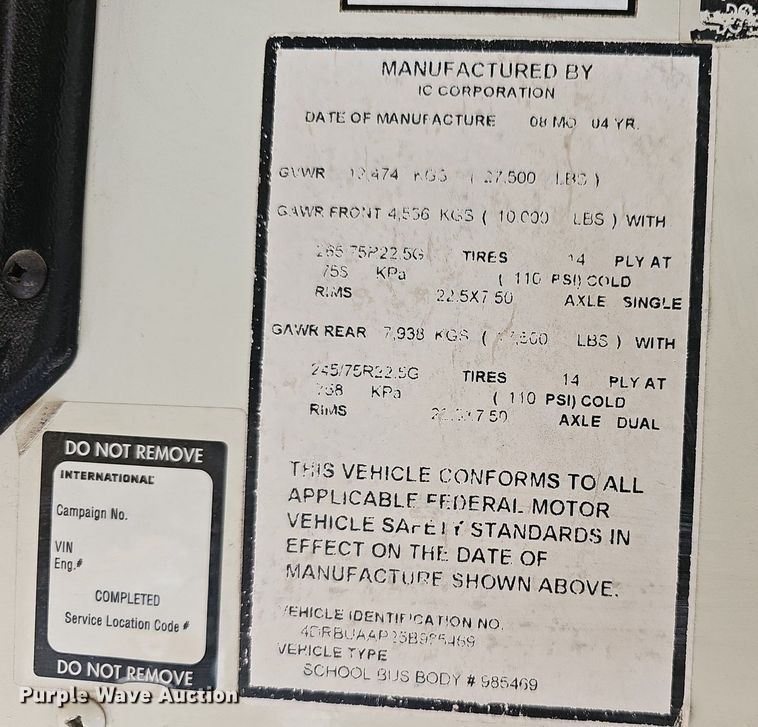 MANUFACTURED BY
IC CORPORATION
DATE OF MANUFACTURE 08 MO 04 YR.
GVWR 12,474 KGS ( 27,500 LBS )
GAWR FRONT 4,536 KGS ( 10,000 LBS ) WITH
TIRES 14 PLY AT
KPa ( 110 PSI) COLD
RIMS 22.5X7.50 AXLE SINGLE
GAWR REAR 7,938 KGS ( LBS ) WITH
245/75R22.5G TIRES 14 PLY AT
758 KPa ( 110 PSI) COLD
RIMS AXLE DUAL
THIS VEHICLE CONFORMS TO ALL
APPLICABLE FEDERAL MOTOR
VEHICLE SAFETY STANDARDS IN
EFFECT ON THE DATE OF
MANUFACTURE SHOWN ABOVE.
VEHICLE IDENTIFICATION NO.
VEHICLE TYPE
SCHOOL BUS BODY # 985469
DO NOT REMOVE
INTERNATIONAL
Campaign No.
VIN
Eng.#
COMPLETED
Service Location Code #
DO NOT REMOVE
Purple Wave Auction